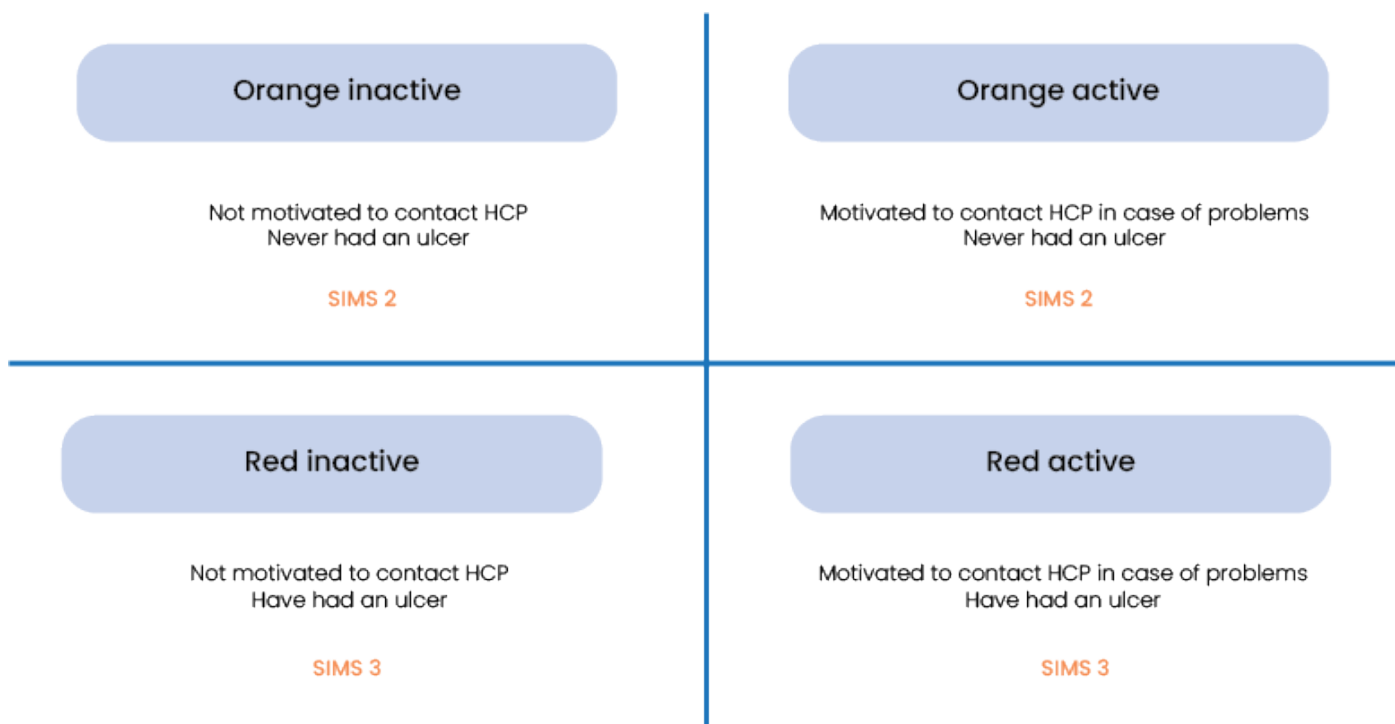 Orange inactive
Not motivated to contact HCP
Never had an ulcer
SIMS 2
Orange active
Motivated to contact HCP in case of problems
Never had an ulcer
SIMS 2
Red inactive
Not motivated to contact HCP
Have had an ulcer
SIMS 3
Red active
Motivated to contact HCP in case of problems
Have had an ulcer
SIMS 3